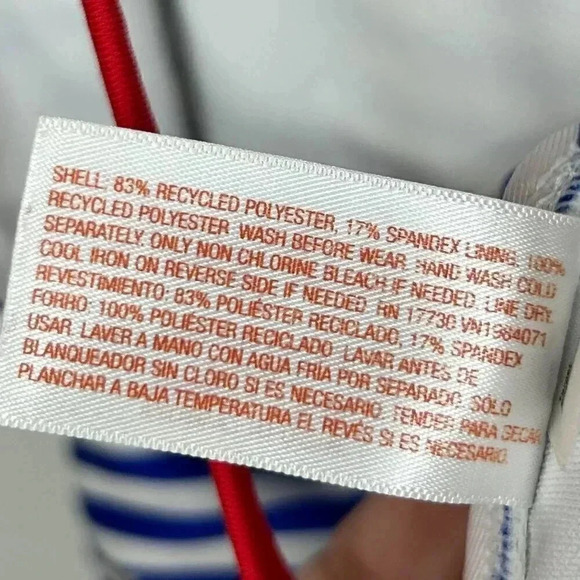 SHELL: 83% RECYCLED POLYESTER, 17% SPANDEX LINING: 100%
RECYCLED POLYESTER WASH BEFORE WEAR. HAND WASH COLD
SEPARATELY. ONLY NON CHLORINE BLEACH IF NEEDED. LINE DRY.
COOL IRON ON REVERSE SIDE IF NEEDED. RN 17730 VN1364071
REVESTIMIENTO: 83% POLIÉSTER RECICLADO, 17% SPANDEX
FORRO: 100% POLIÉSTER RECICLADO LAVAR ANTES DE
USAR. LAVER A MANO CON AGUA FRIA POR SEPARADO. SOLO
BLANQUEADOR SIN CLORO SI ES NECESARIO. TENDER PARA SECAR.
PLANCHAR A BAJA TEMPERATURA EL REVÉS SI ES NECESARIO.